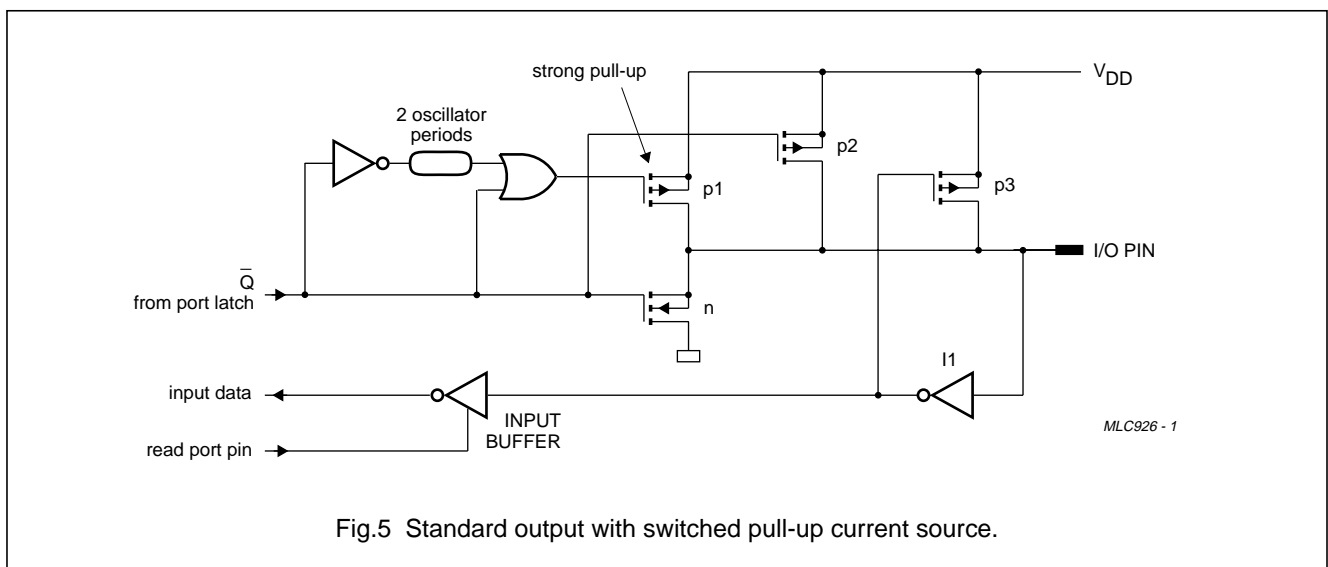 strong pull-up
VDD
2 oscillator
periods
p2
p1
p3
I/O PIN
Q̅
from port latch
n
I1
input data
INPUT
BUFFER
read port pin
MLC926 - 1
Fig.5 Standard output with switched pull-up current source.